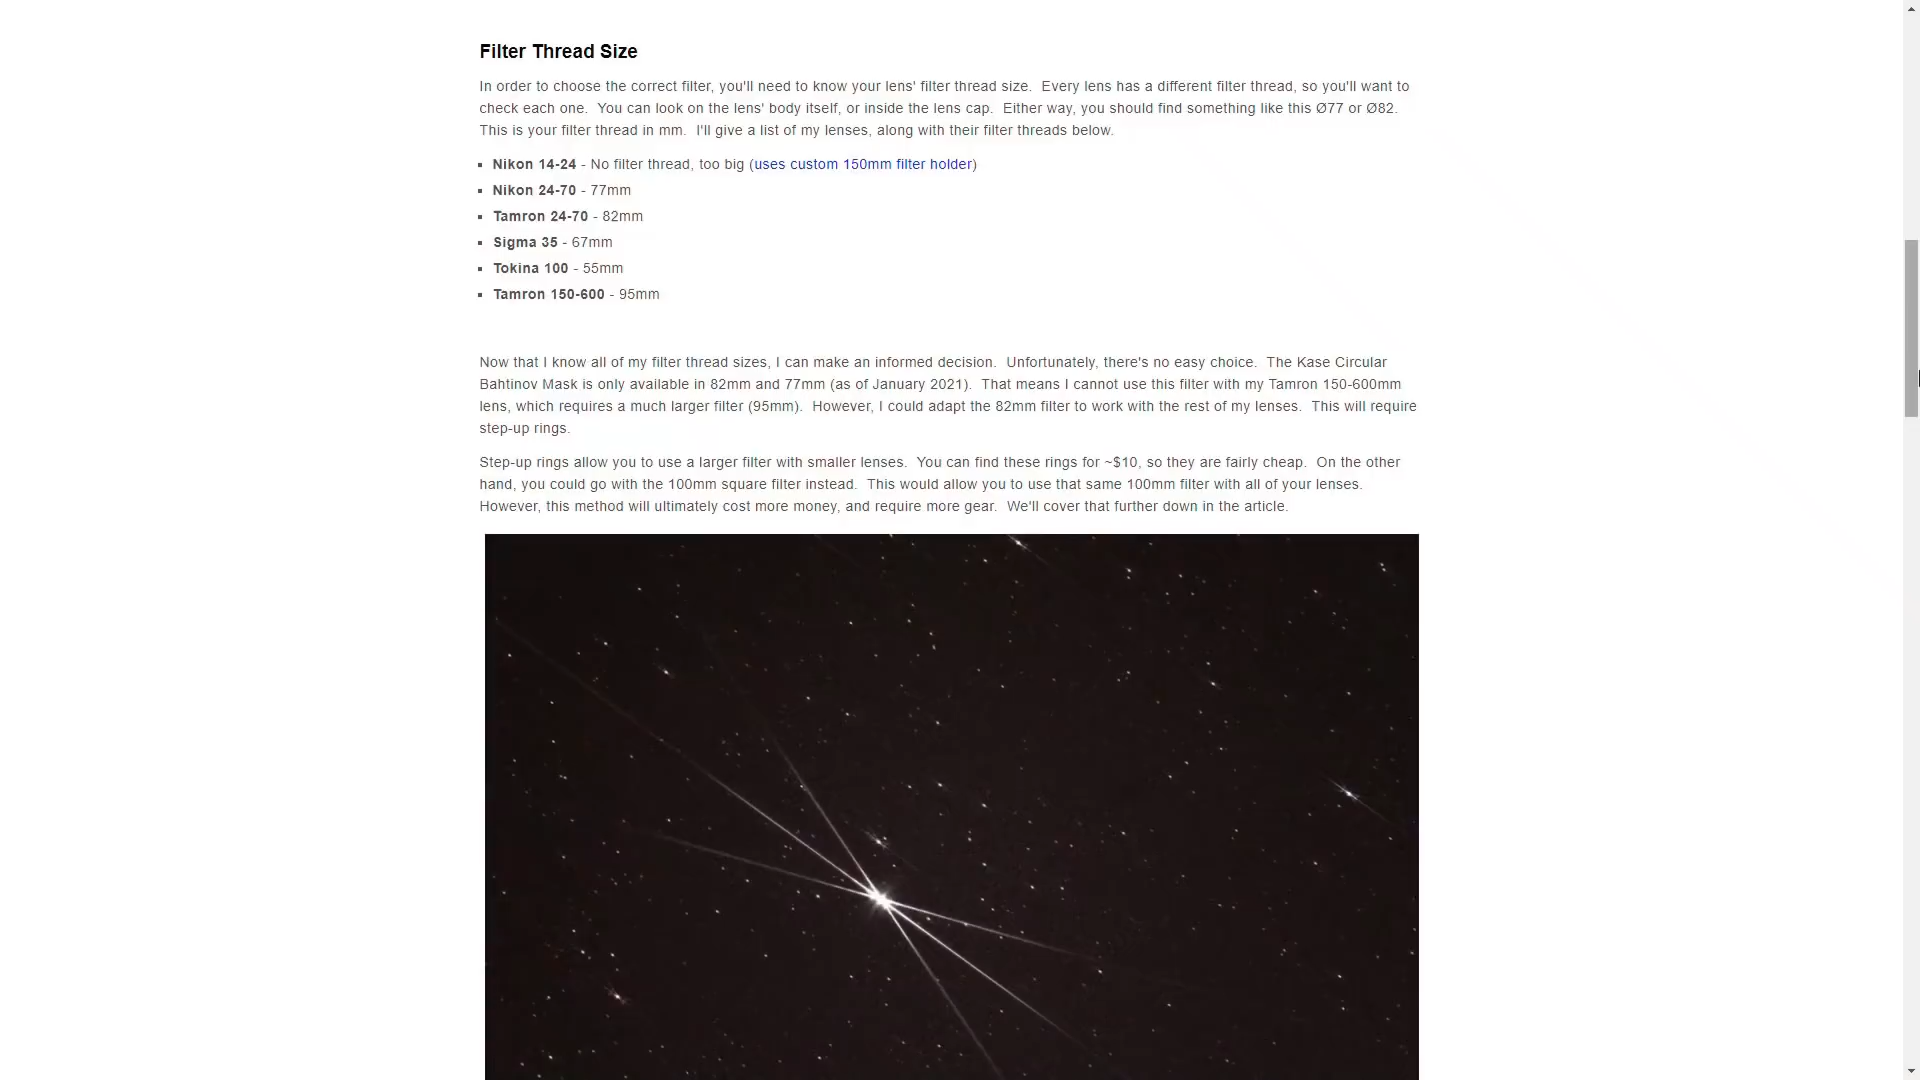 Filter Thread Size
In order to choose the correct filter, you'll need to know your lens' filter thread size.  Every lens has a different filter thread, so you'll want to
check each one.  You can look on the lens' body itself, or inside the lens cap.  Either way, you should find something like this Ø77 or Ø82.
This is your filter thread in mm.  I'll give a list of my lenses, along with their filter threads below.
▪ Nikon 14-24 - No filter thread, too big (uses custom 150mm filter holder)
▪ Nikon 24-70 - 77mm
▪ Tamron 24-70 - 82mm
▪ Sigma 35 - 67mm
▪ Tokina 100 - 55mm
▪ Tamron 150-600 - 95mm
Now that I know all of my filter thread sizes, I can make an informed decision.  Unfortunately, there's no easy choice.  The Kase Circular
Bahtinov Mask is only available in 82mm and 77mm (as of January 2021).  That means I cannot use this filter with my Tamron 150-600mm
lens, which requires a much larger filter (95mm).  However, I could adapt the 82mm filter to work with the rest of my lenses.  This will require
step-up rings.
Step-up rings allow you to use a larger filter with smaller lenses.  You can find these rings for ~$10, so they are fairly cheap.  On the other
hand, you could go with the 100mm square filter instead.  This would allow you to use that same 100mm filter with all of your lenses.
However, this method will ultimately cost more money, and require more gear.  We'll cover that further down in the article.